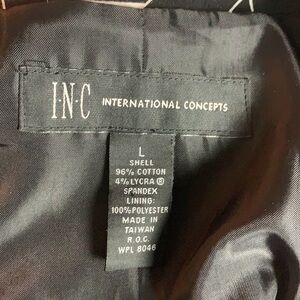 I·N·C INTERNATIONAL CONCEPTS
L
SHELL
96% COTTON
4% LYCRA ®
SPANDEX
LINING:
100% POLYESTER
MADE IN
TAIWAN
R.O.C.
WPL 8046